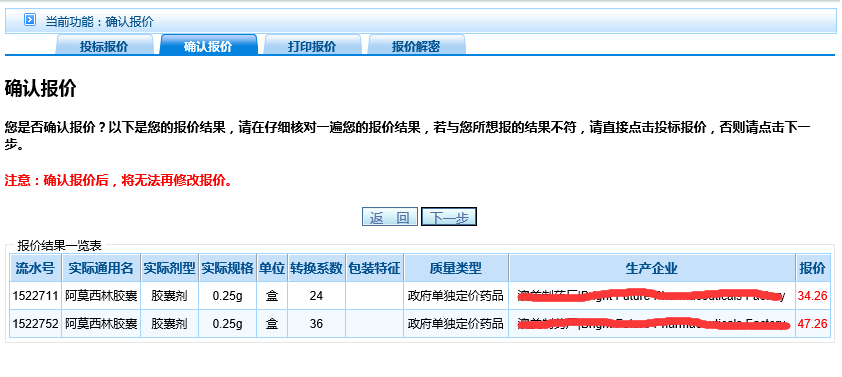 当前功能：确认报价
投标报价 确认报价 打印报价 报价解密
确认报价
您是否确认报价？以下是您的报价结果，请在仔细核对一遍您的报价结果，若与您所想报的结果不符，请直接点击投标报价，否则请点击下一
步。
注意：确认报价后，将无法再修改报价。
返 回 下一步
报价结果一览表
流水号 实际通用名 实际剂型 实际规格 单位 转换系数 包装特征 质量类型 生产企业 报价
1522711 阿莫西林胶囊 胶囊剂 0.25g 盒 24 政府单独定价药品 34.26
1522752 阿莫西林胶囊 胶囊剂 0.25g 盒 36 政府单独定价药品 47.26